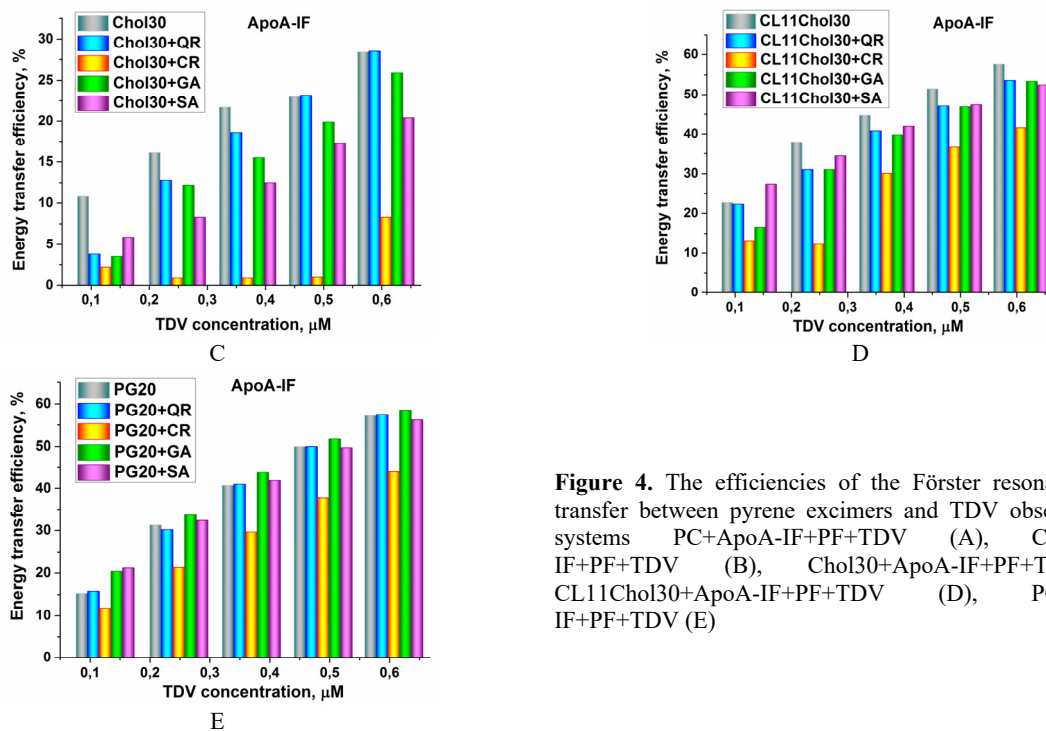 Chol30
Chol30+QR
Chol30+CR
Chol30+GA
Chol30+SA
ApoA-IF
Energy transfer efficiency, %
30
25
20
15
10
5
0
0,1 0,2 0,3 0,4 0,5 0,6
TDV concentration, µM
C
CL11Chol30
CL11Chol30+QR
CL11Chol30+CR
CL11Chol30+GA
CL11Chol30+SA
ApoA-IF
Energy transfer efficiency, %
60
50
40
30
20
10
0
0,1 0,2 0,3 0,4 0,5 0,6
TDV concentration, µM
D
PG20
PG20+QR
PG20+CR
PG20+GA
PG20+SA
ApoA-IF
Energy transfer efficiency, %
60
50
40
30
20
10
0
0,1 0,2 0,3 0,4 0,5 0,6
TDV concentration, µM
E
Figure 4. The efficiencies of the Förster resona
transfer between pyrene excimers and TDV obse
systems PC+ApoA-IF+PF+TDV (A), C
IF+PF+TDV (B), Chol30+ApoA-IF+PF+T
CL11Chol30+ApoA-IF+PF+TDV (D), P
IF+PF+TDV (E)